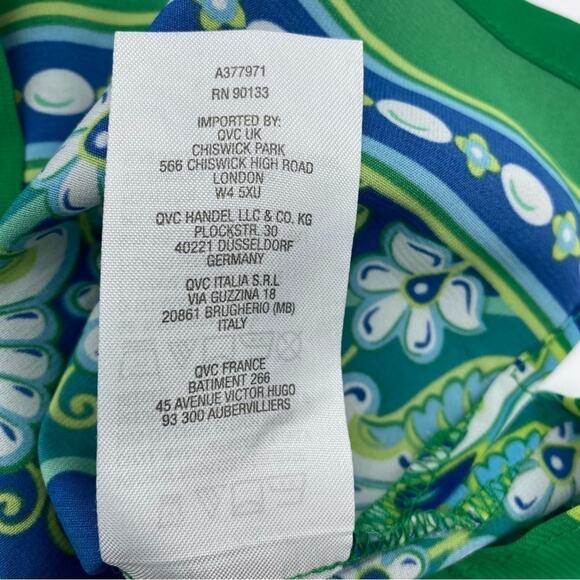 A377971
RN 90133
IMPORTED BY:
QVC UK
CHISWICK PARK
566 CHISWICK HIGH ROAD
LONDON
W4 5XU
QVC HANDEL LLC & CO. KG
PLOCKSTR. 30
40221 DÜSSELDORF
GERMANY
QVC ITALIA S.R.L
VIA GUZZINA 18
20861 BRUGHERIO (MB)
ITALY
QVC FRANCE
BATIMENT 266
45 AVENUE VICTOR HUGO
93 300 AUBERVILLIERS